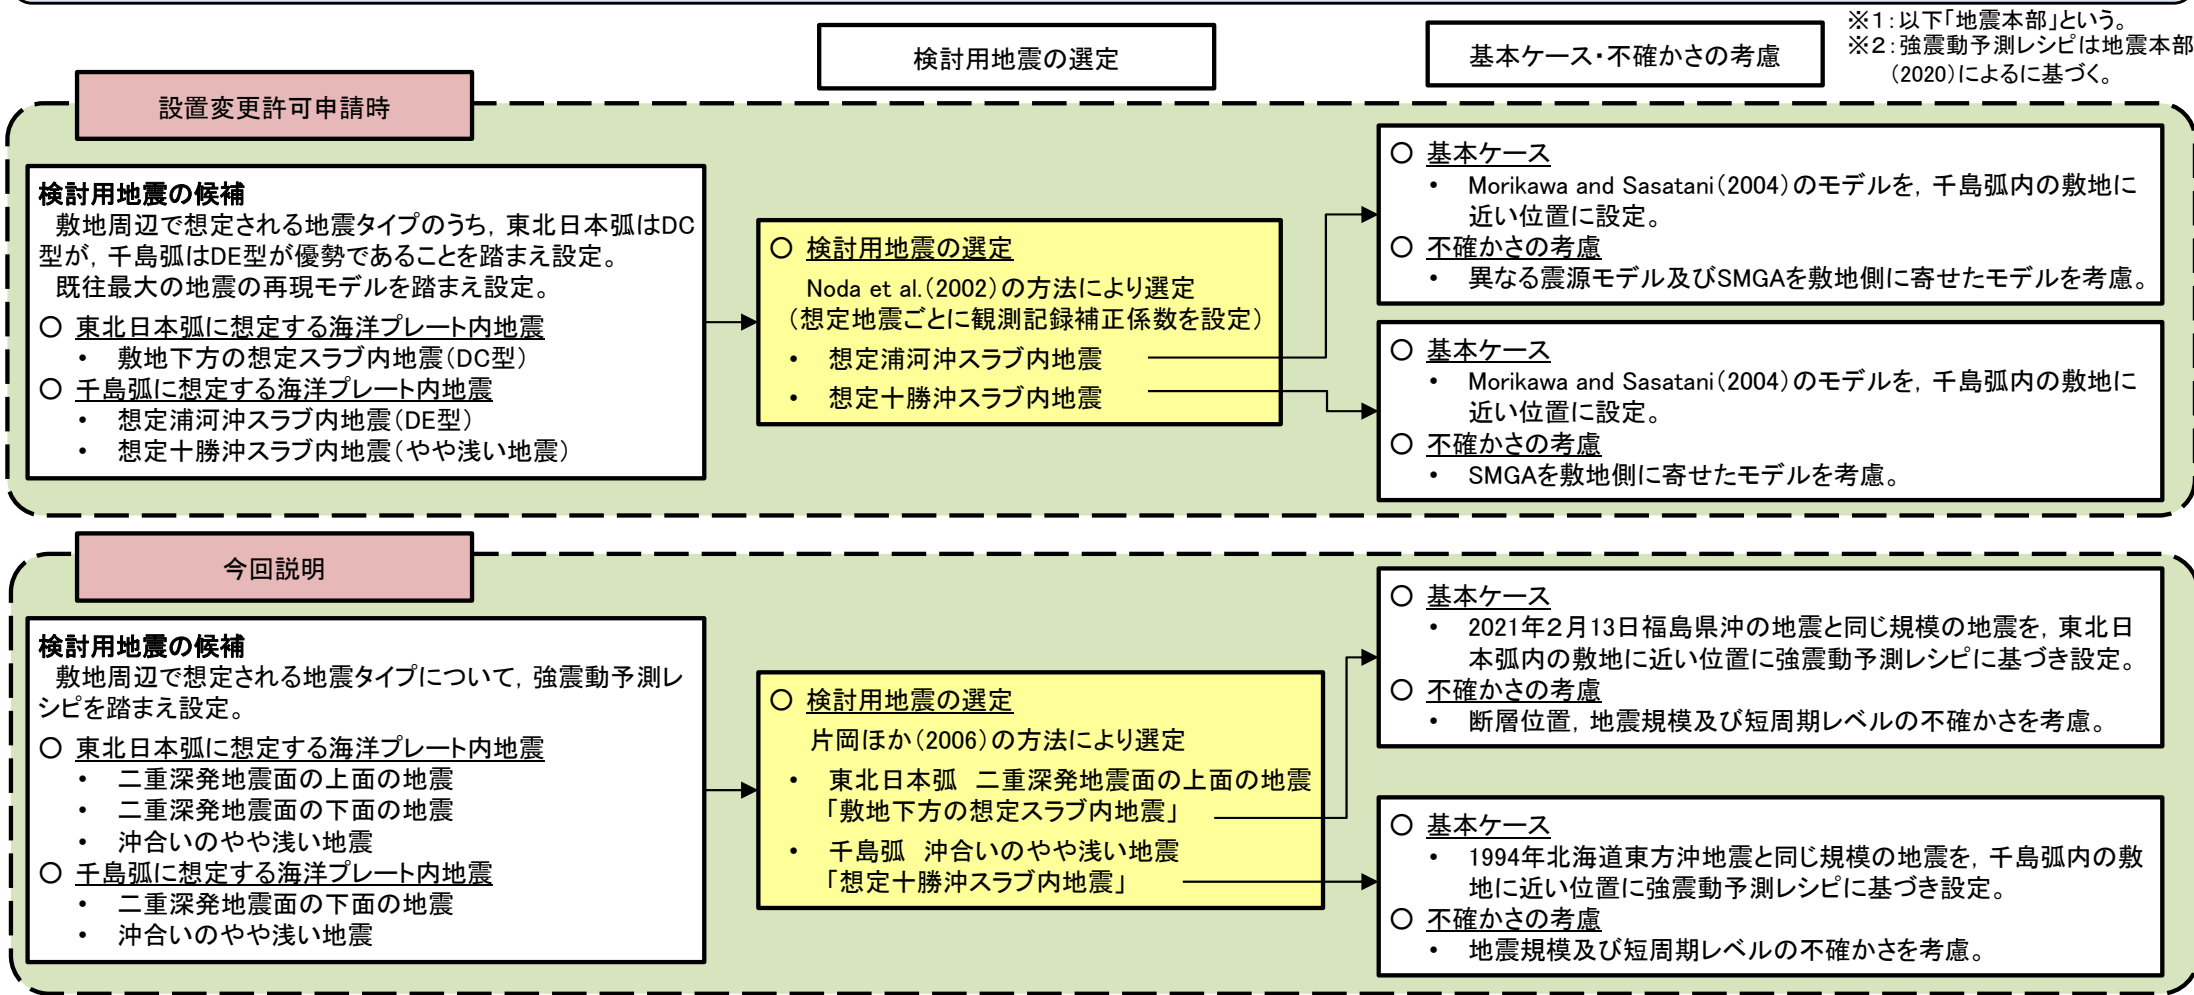 ※1:以下「地震本部」という。
※2:強震動予測レシピは地震本部
(2020)によるに基づく。
検討用地震の選定
基本ケース・不確かさの考慮
設置変更許可申請時
検討用地震の候補
敷地周辺で想定される地震タイプのうち,東北日本弧はDC
型が,千島弧はDE型が優勢であることを踏まえ設定。
既往最大の地震の再現モデルを踏まえ設定。
○ 東北日本弧に想定する海洋プレート内地震
・ 敷地下方の想定スラブ内地震(DC型)
○ 千島弧に想定する海洋プレート内地震
・ 想定浦河沖スラブ内地震(DE型)
・ 想定十勝沖スラブ内地震(やや浅い地震)
○ 検討用地震の選定
Noda et al.(2002)の方法により選定
(想定地震ごとに観測記録補正係数を設定)
・ 想定浦河沖スラブ内地震
・ 想定十勝沖スラブ内地震
○ 基本ケース
・ Morikawa and Sasatani(2004)のモデルを,千島弧内の敷地に
近い位置に設定。
○ 不確かさの考慮
・ 異なる震源モデル及びSMGAを敷地側に寄せたモデルを考慮。
○ 基本ケース
・ Morikawa and Sasatani(2004)のモデルを,千島弧内の敷地に
近い位置に設定。
○ 不確かさの考慮
・ SMGAを敷地側に寄せたモデルを考慮。
今回説明
検討用地震の候補
敷地周辺で想定される地震タイプについて,強震動予測レ
シピを踏まえ設定。
○ 東北日本弧に想定する海洋プレート内地震
・ 二重深発地震面の上面の地震
・ 二重深発地震面の下面の地震
・ 沖合いのやや浅い地震
○ 千島弧に想定する海洋プレート内地震
・ 二重深発地震面の下面の地震
・ 沖合いのやや浅い地震
○ 検討用地震の選定
片岡ほか(2006)の方法により選定
・ 東北日本弧 二重深発地震面の上面の地震
「敷地下方の想定スラブ内地震」
・ 千島弧 沖合いのやや浅い地震
「想定十勝沖スラブ内地震」
○ 基本ケース
・ 2021年2月13日福島県沖の地震と同じ規模の地震を,東北日
本弧内の敷地に近い位置に強震動予測レシピに基づき設定。
○ 不確かさの考慮
・ 断層位置,地震規模及び短周期レベルの不確かさを考慮。
○ 基本ケース
・ 1994年北海道東方沖地震と同じ規模の地震を,千島弧内の敷
地に近い位置に強震動予測レシピに基づき設定。
○ 不確かさの考慮
・ 地震規模及び短周期レベルの不確かさを考慮。